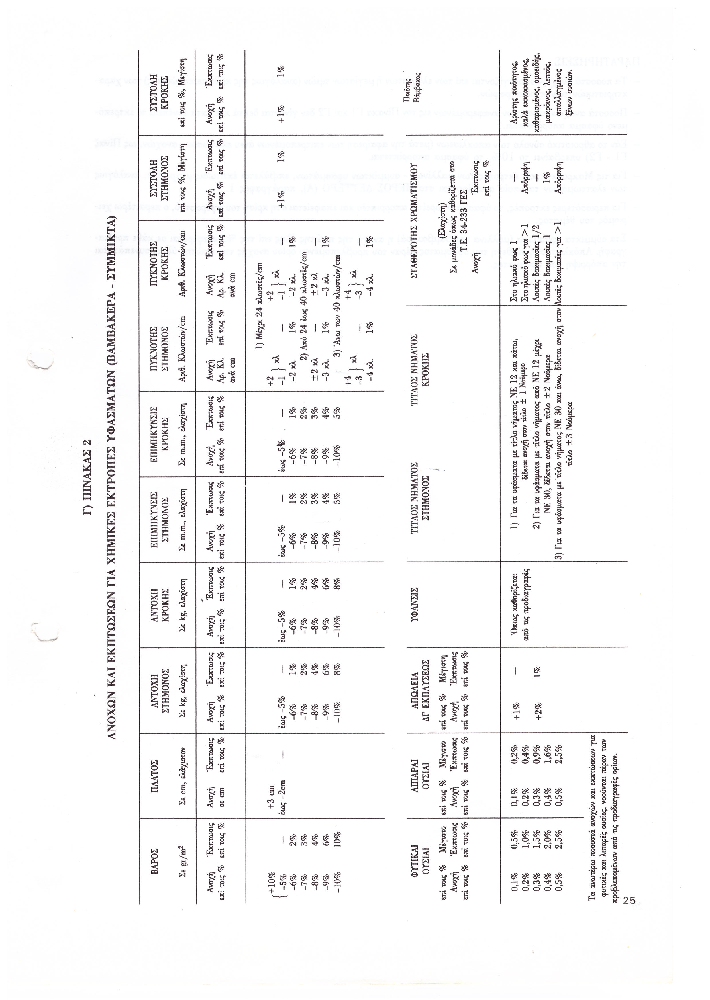 Γ) ΠΙΝΑΚΑΣ 2
ΑΝΟΧΩΝ ΚΑΙ ΕΚΠΤΩΣΕΩΝ ΓΙΑ ΧΗΜΙΚΕΣ ΕΚΤΡΟΠΕΣ ΥΦΑΣΜΑΤΩΝ (ΒΑΜΒΑΚΕΡΑ - ΣΥΜΜΙΚΤΑ)
ΒΑΡΟΣ ΠΛΑΤΟΣ ΑΝΤΟΧΗ ΑΝΤΟΧΗ ΕΠΙΜΗΚΥΝΣΙΣ ΕΠΙΜΗΚΥΝΣΙΣ ΠΥΚΝΟΤΗΣ ΠΥΚΝΟΤΗΣ ΣΥΣΤΟΛΗ ΣΥΣΤΟΛΗ
ΣΤΗΜΟΝΟΣ ΚΡΟΚΗΣ ΣΤΗΜΟΝΟΣ ΚΡΟΚΗΣ ΣΤΗΜΟΝΟΣ ΚΡΟΚΗΣ ΣΤΗΜΟΝΟΣ ΚΡΟΚΗΣ
Σε gr/m² Σε cm, ελάχιστον Σε kg, ελαχίστη Σε kg, ελαχίστη Σε m.m., ελαχίστη Σε m.m., ελαχίστη Αριθ. Κλωστών/cm Αριθ. Κλωστών/cm επί τοις %, Μεγίστη επί τοις %, Μεγίστη
Ανοχή Έκπτωσις Ανοχή Έκπτωσις Ανοχή Έκπτωσις Ανοχή Έκπτωσις Ανοχή Έκπτωσις Ανοχή Έκπτωσις Ανοχή Έκπτωσις Ανοχή Έκπτωσις Ανοχή Έκπτωσις Ανοχή Έκπτωσις
επί τοις % επί τοις % σε cm επί τοις % επί τοις % επί τοις % επί τοις % επί τοις % επί τοις % επί τοις % επί τοις % επί τοις % Αρ. Κλ. επί τοις % Αρ. Κλ. επί τοις % επί τοις % επί τοις % επί τοις % επί τοις %
ανά cm ανά cm
1) Μέχρι 24 κλωστές/cm
+10% +3 cm +2 +2
−5% — έως −2cm — έως −5% — έως −5% — έως −5% — έως −5% — −1 } κλ — −1 } κλ — +1% 1% +1% 1%
−6% 2% −6% 1% −6% 1% −6% 1% −6% 1% −2 κλ. 1% −2 κλ. 1%
−7% 3% −7% 2% −7% 2% −7% 2% −7% 2% 2) Από 24 έως 40 κλωστές/cm
−8% 4% −8% 4% −8% 4% −8% 3% −8% 3% ±2 κλ — ±2 κλ —
−9% 6% −9% 6% −9% 6% −9% 4% −9% 4% −3 κλ. 1% −3 κλ. 1%
−10% 10% −10% 8% −10% 8% −10% 5% −10% 5% 3) Άνω των 40 κλωστών/cm
+4 +4
−3 } κλ — −3 } κλ —
−4 κλ. 1% −4 κλ. 1%
ΦΥΤΙΚΑΙ ΛΙΠΑΡΑΙ ΑΠΩΛΕΙΑ ΥΦΑΝΣΙΣ ΤΙΤΛΟΣ ΝΗΜΑΤΟΣ ΤΙΤΛΟΣ ΝΗΜΑΤΟΣ ΣΤΑΘΕΡΟΤΗΣ ΧΡΩΜΑΤΙΣΜΟΥ Ποιότης
ΟΥΣΙΑΙ ΟΥΣΙΑΙ ΔΙ' ΕΚΠΛΥΣΕΩΣ ΣΤΗΜΟΝΟΣ ΚΡΟΚΗΣ Βάμβακος
επί τοις % Μέγιστο επί τοις % Μέγιστο επί τοις % Μέγιστη (Ελαχίστη)
Ανοχή Έκπτωσις Ανοχή Έκπτωσις Ανοχή Έκπτωσις Σε μονάδες όπως καθορίζεται στο
επί τοις % επί τοις % επί τοις % επί τοις % επί τοις % επί τοις % Τ.Ε. 34-233 ΓΕΣ
Ανοχή Έκπτωσις
επί τοις %
0,1% 0,5% 0,1% 0,2% +1% — Όπως καθορίζεται 1) Για τα υφάσματα με τίτλο νήματος ΝΕ 12 και κάτω, Στο ηλιακό φως 1 — Αρίστης ποιότητας,
0,2% 1,0% 0,2% 0,4% από τις προδιαγραφές δίδεται ανοχή στον τίτλο ± 1 Νούμερο Στο ηλιακό φως για >1 Απόρριψη καλά εκκοκκισμένος,
0,3% 1,5% 0,3% 0,9% +2% 1% 2) Για τα υφάσματα με τίτλο νήματος από ΝΕ 12 μέχρι Λοιπές δοκιμασίες 1/2 — καθαρισμένος, ομοειδής,
0,4% 2,0% 0,4% 1,6% ΝΕ 30, δίδεται ανοχή στον τίτλο ±2 Νούμερα Λοιπές δοκιμασίες 1 1% μακρόινος, λεπτός,
0,5% 2,5% 0,5% 2,5% 3) Για τα υφάσματα με τίτλο νήματος ΝΕ 30 και άνω, δίδεται ανοχή στον Λοιπές δοκιμασίες για >1 Απόρριψη απαλλαγμένος
τίτλο ±3 Νούμερα ξένων ουσιών.
Τα ανωτέρω ποσοστά ανοχών και εκπτώσεων για
φυτικές και λιπαρές ουσίες, νοούνται πέραν των
προβλεπομένων από τις προδιαγραφές ορίων.
25